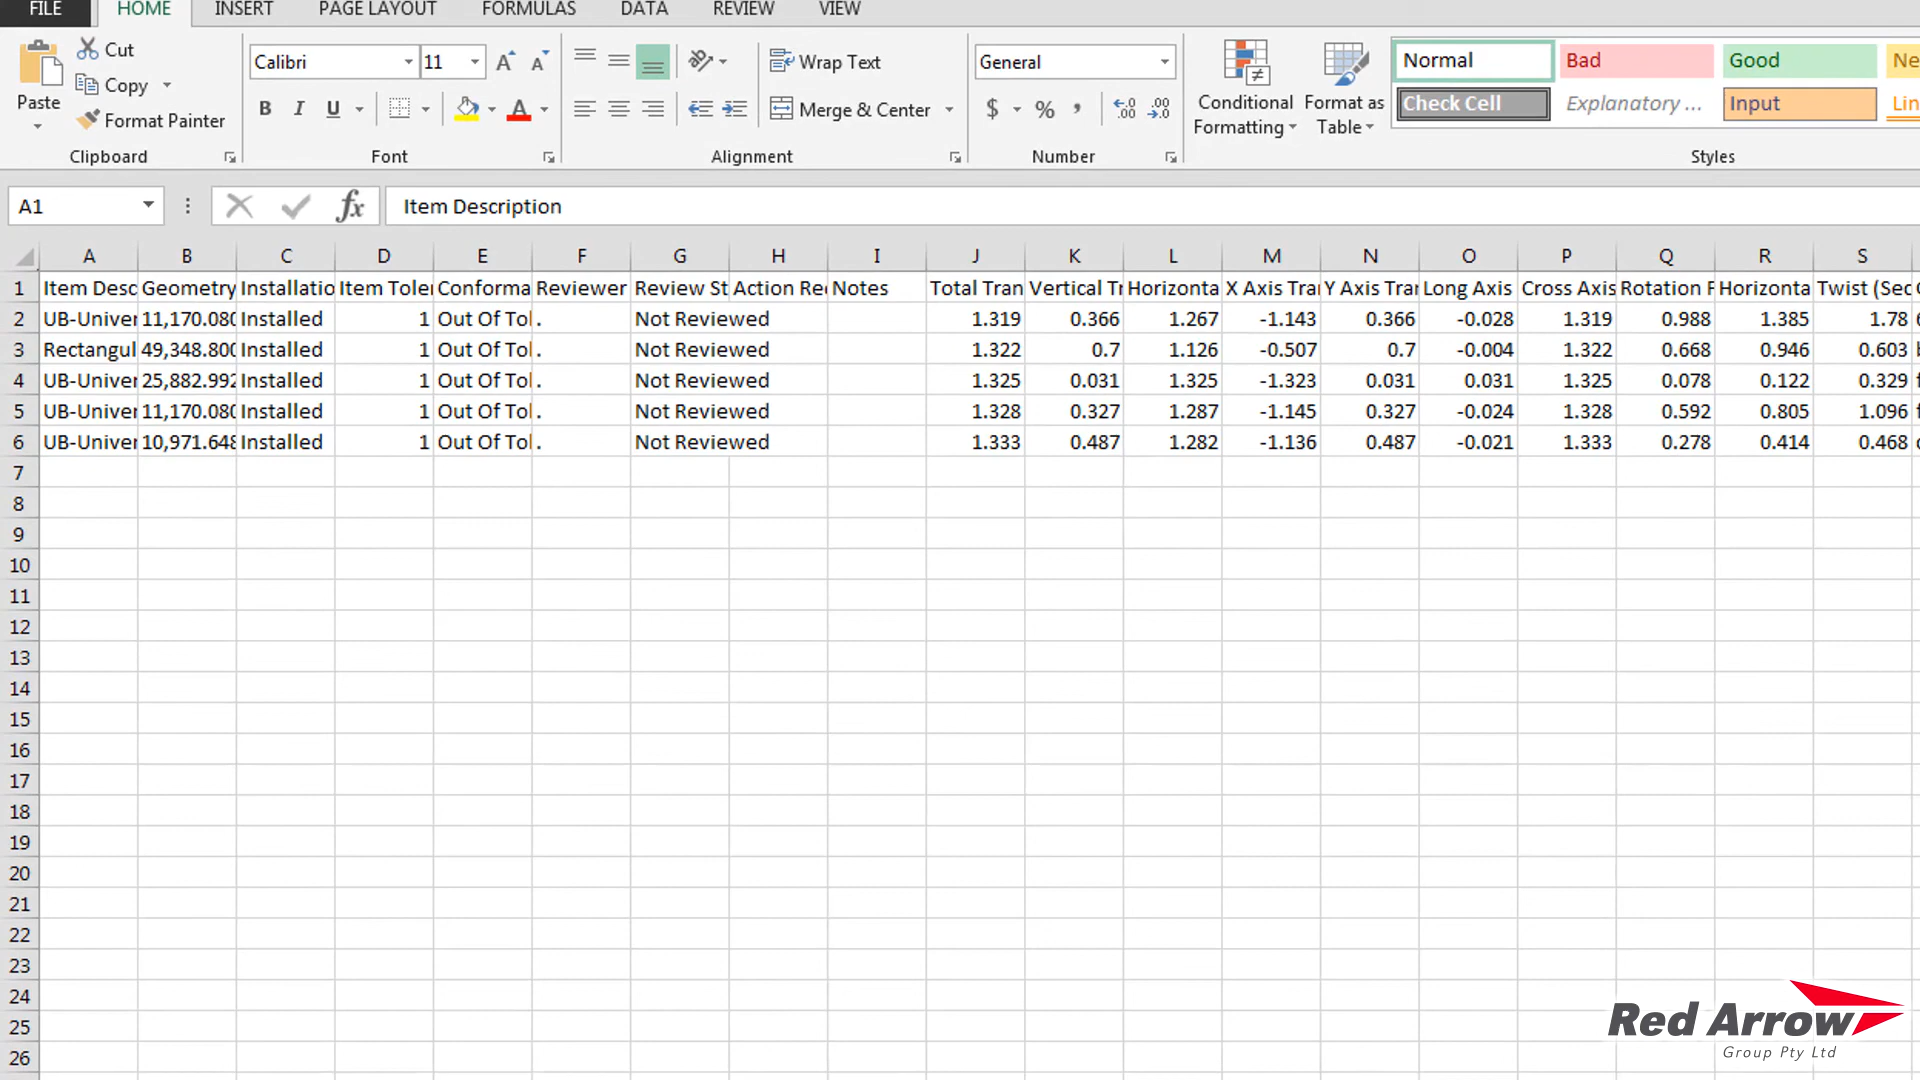 FILE HOME INSERT PAGE LAYOUT FORMULAS DATA REVIEW VIEW
Paste Cut Copy Format Painter
Calibri 11
B I U A
Wrap Text
Merge & Center
General
$ % , .0 .00
Conditional Formatting
Format as Table
Normal Bad Good Ne
Check Cell Explanatory ... Input Lin
Clipboard Font Alignment Number Styles
A1 fx Item Description
A B C D E F G H I J K L M N O P Q R S
1 Item Desc Geometry Installatio Item Toler Conforma Reviewer Review St Action Rec Notes Total Tran Vertical Tr Horizonta X Axis Trar Y Axis Trar Long Axis Cross Axis Rotation F Horizonta Twist (Sec
2 UB-Univer 11,170.080 Installed 1 Out Of Tol . Not Reviewed 1.319 0.366 1.267 -1.143 0.366 -0.028 1.319 0.988 1.385 1.78
3 Rectangul 49,348.800 Installed 1 Out Of Tol . Not Reviewed 1.322 0.7 1.126 -0.507 0.7 -0.004 1.322 0.668 0.946 0.603
4 UB-Univer 25,882.992 Installed 1 Out Of Tol . Not Reviewed 1.325 0.031 1.325 -1.323 0.031 0.031 1.325 0.078 0.122 0.329
5 UB-Univer 11,170.080 Installed 1 Out Of Tol . Not Reviewed 1.328 0.327 1.287 -1.145 0.327 -0.024 1.328 0.592 0.805 1.096
6 UB-Univer 10,971.648 Installed 1 Out Of Tol . Not Reviewed 1.333 0.487 1.282 -1.136 0.487 -0.021 1.333 0.278 0.414 0.468
7
8
9
10
11
12
13
14
15
16
17
18
19
20
21
22
23
24
25
26
Red Arrow
Group Pty Ltd